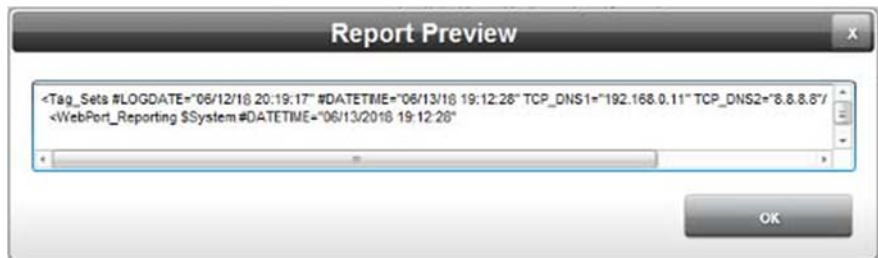 Report Preview
x
<Tag_Sets #LOGDATE="06/12/18 20:19:17" #DATETIME="06/13/18 19:12:28" TCP_DNS1="192.168.0.11" TCP_DNS2="8.8.8.8"/
<WebPort_Reporting $System #DATETIME="06/13/2018 19:12:28"
OK